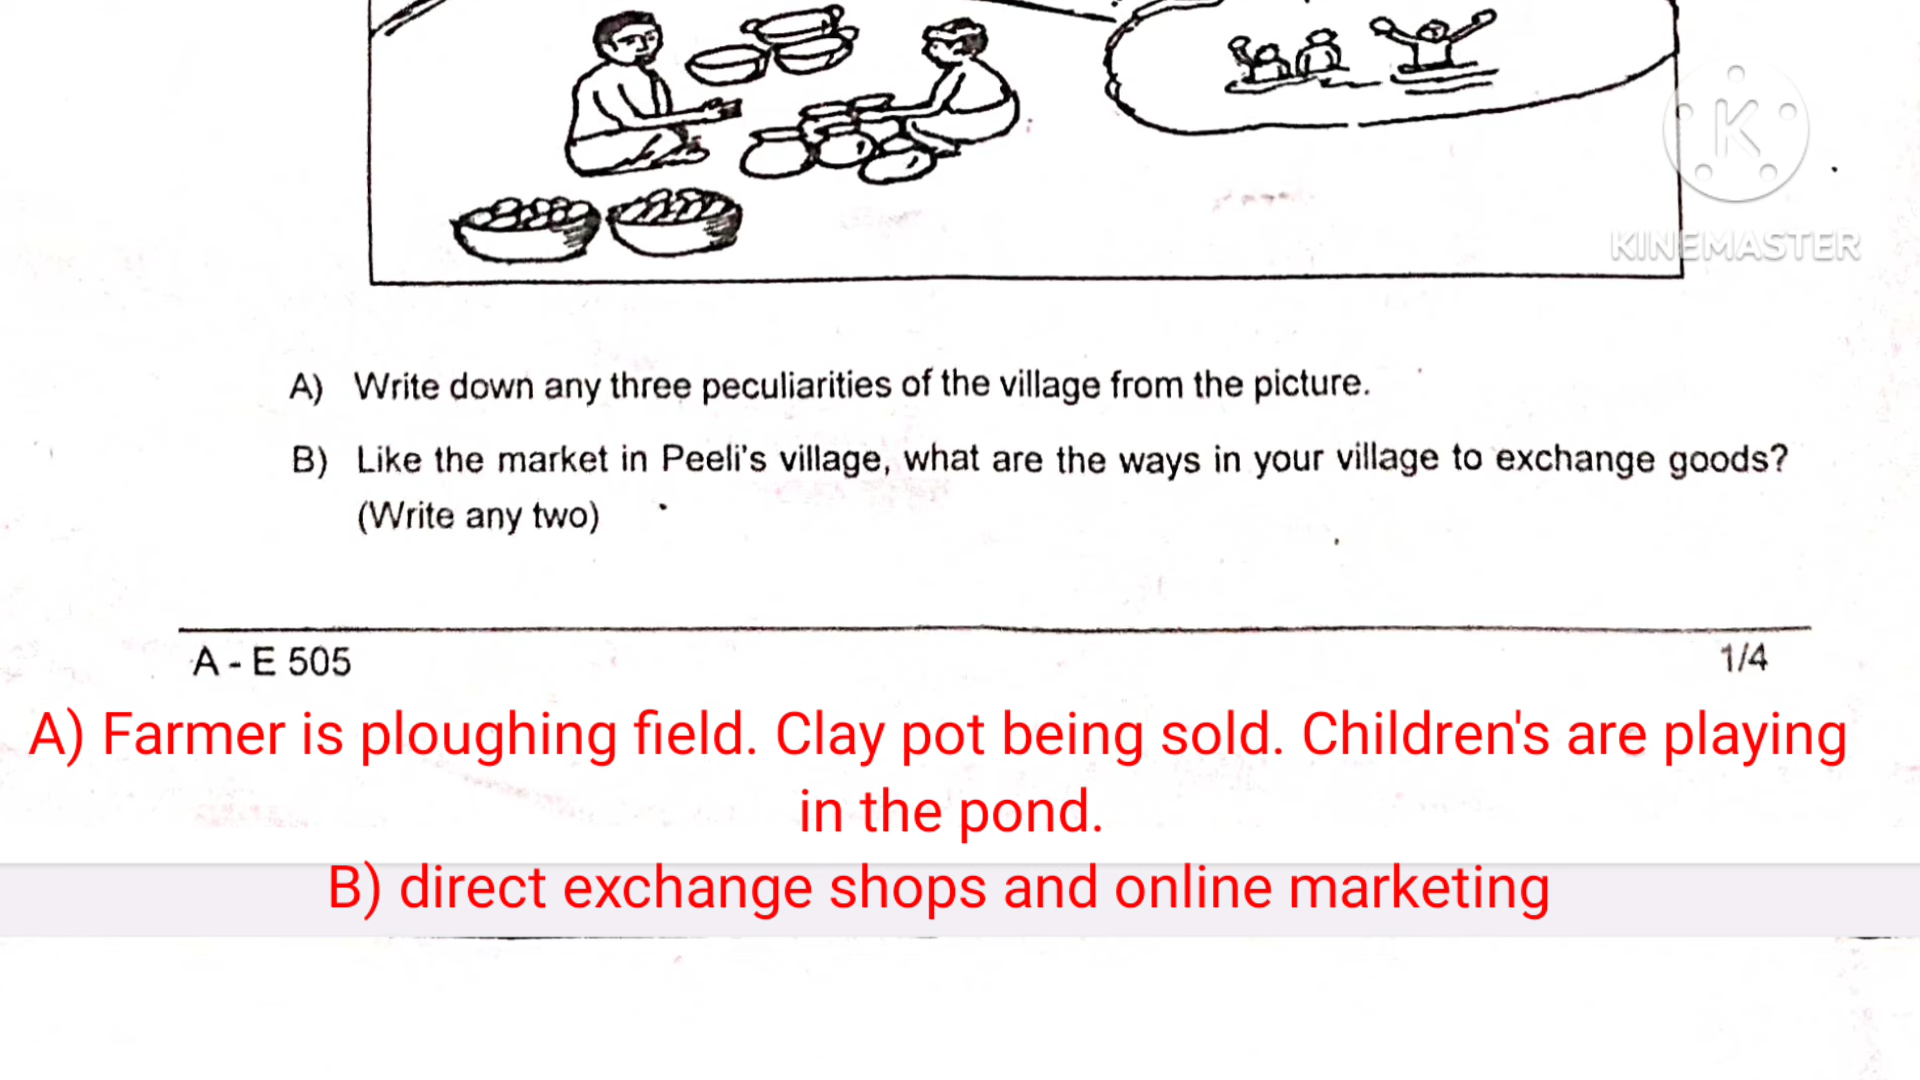 K
KINEMASTER
A) Write down any three peculiarities of the village from the picture.
B) Like the market in Peeli's village, what are the ways in your village to exchange goods?
(Write any two)
A - E 505
1/4
A) Farmer is ploughing field. Clay pot being sold. Children's are playing
in the pond.
B) direct exchange shops and online marketing